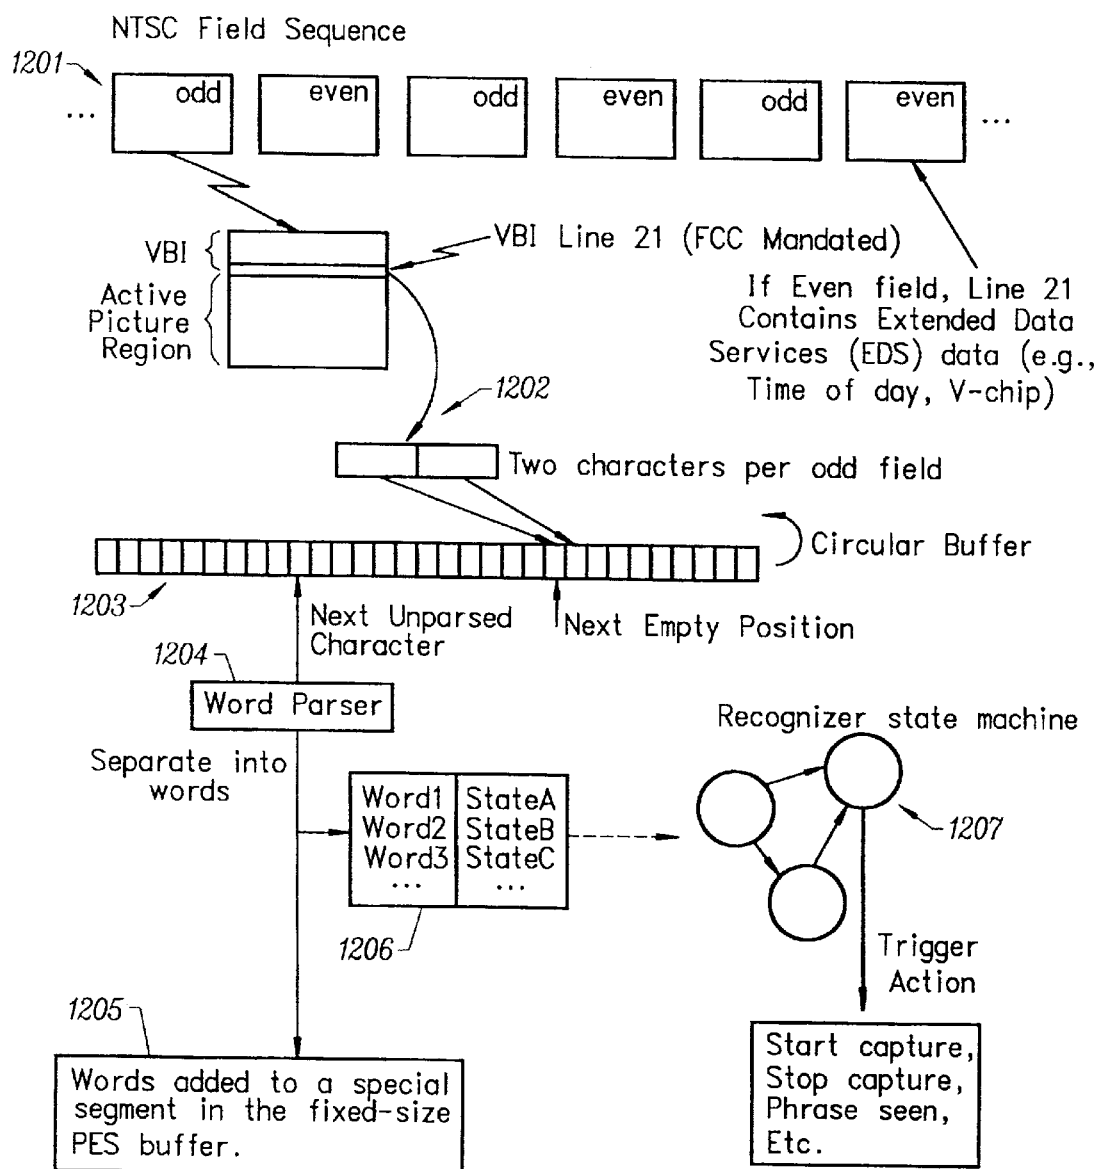 NTSC Field Sequence
1201
... odd even odd even odd even ...
VBI
VBI Line 21 (FCC Mandated)
Active
Picture
Region
If Even field, Line 21
Contains Extended Data
Services (EDS) data (e.g.,
Time of day, V-chip)
1202
Two characters per odd field
Circular Buffer
1203
Next Unparsed
Character
Next Empty Position
1204
Word Parser
Recognizer state machine
Separate into
words
Word1 StateA
Word2 StateB
Word3 StateC
... ...
1207
1206
Trigger
Action
1205
Words added to a special
segment in the fixed-size
PES buffer.
Start capture,
Stop capture,
Phrase seen,
Etc.